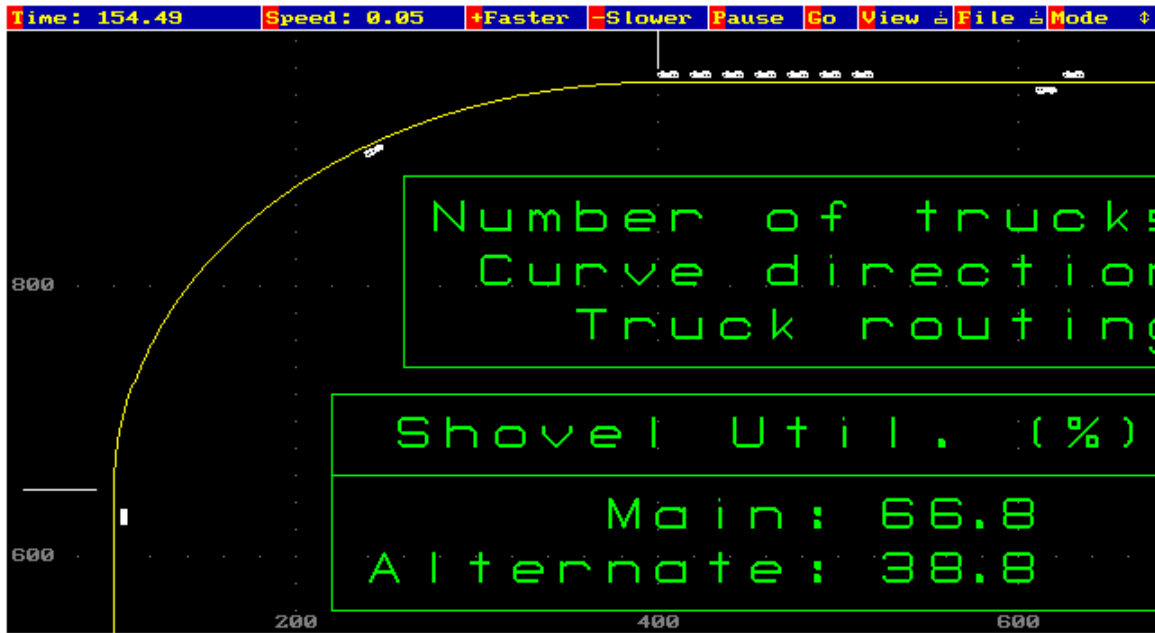 Time: 154.49 Speed: 0.05 +Faster -Slower Pause Go View File Mode
Number of trucks
Curve direction
Truck routing
800
Shovel Util. (%)
Main: 66.8
600
Alternate: 38.8
200 400 600